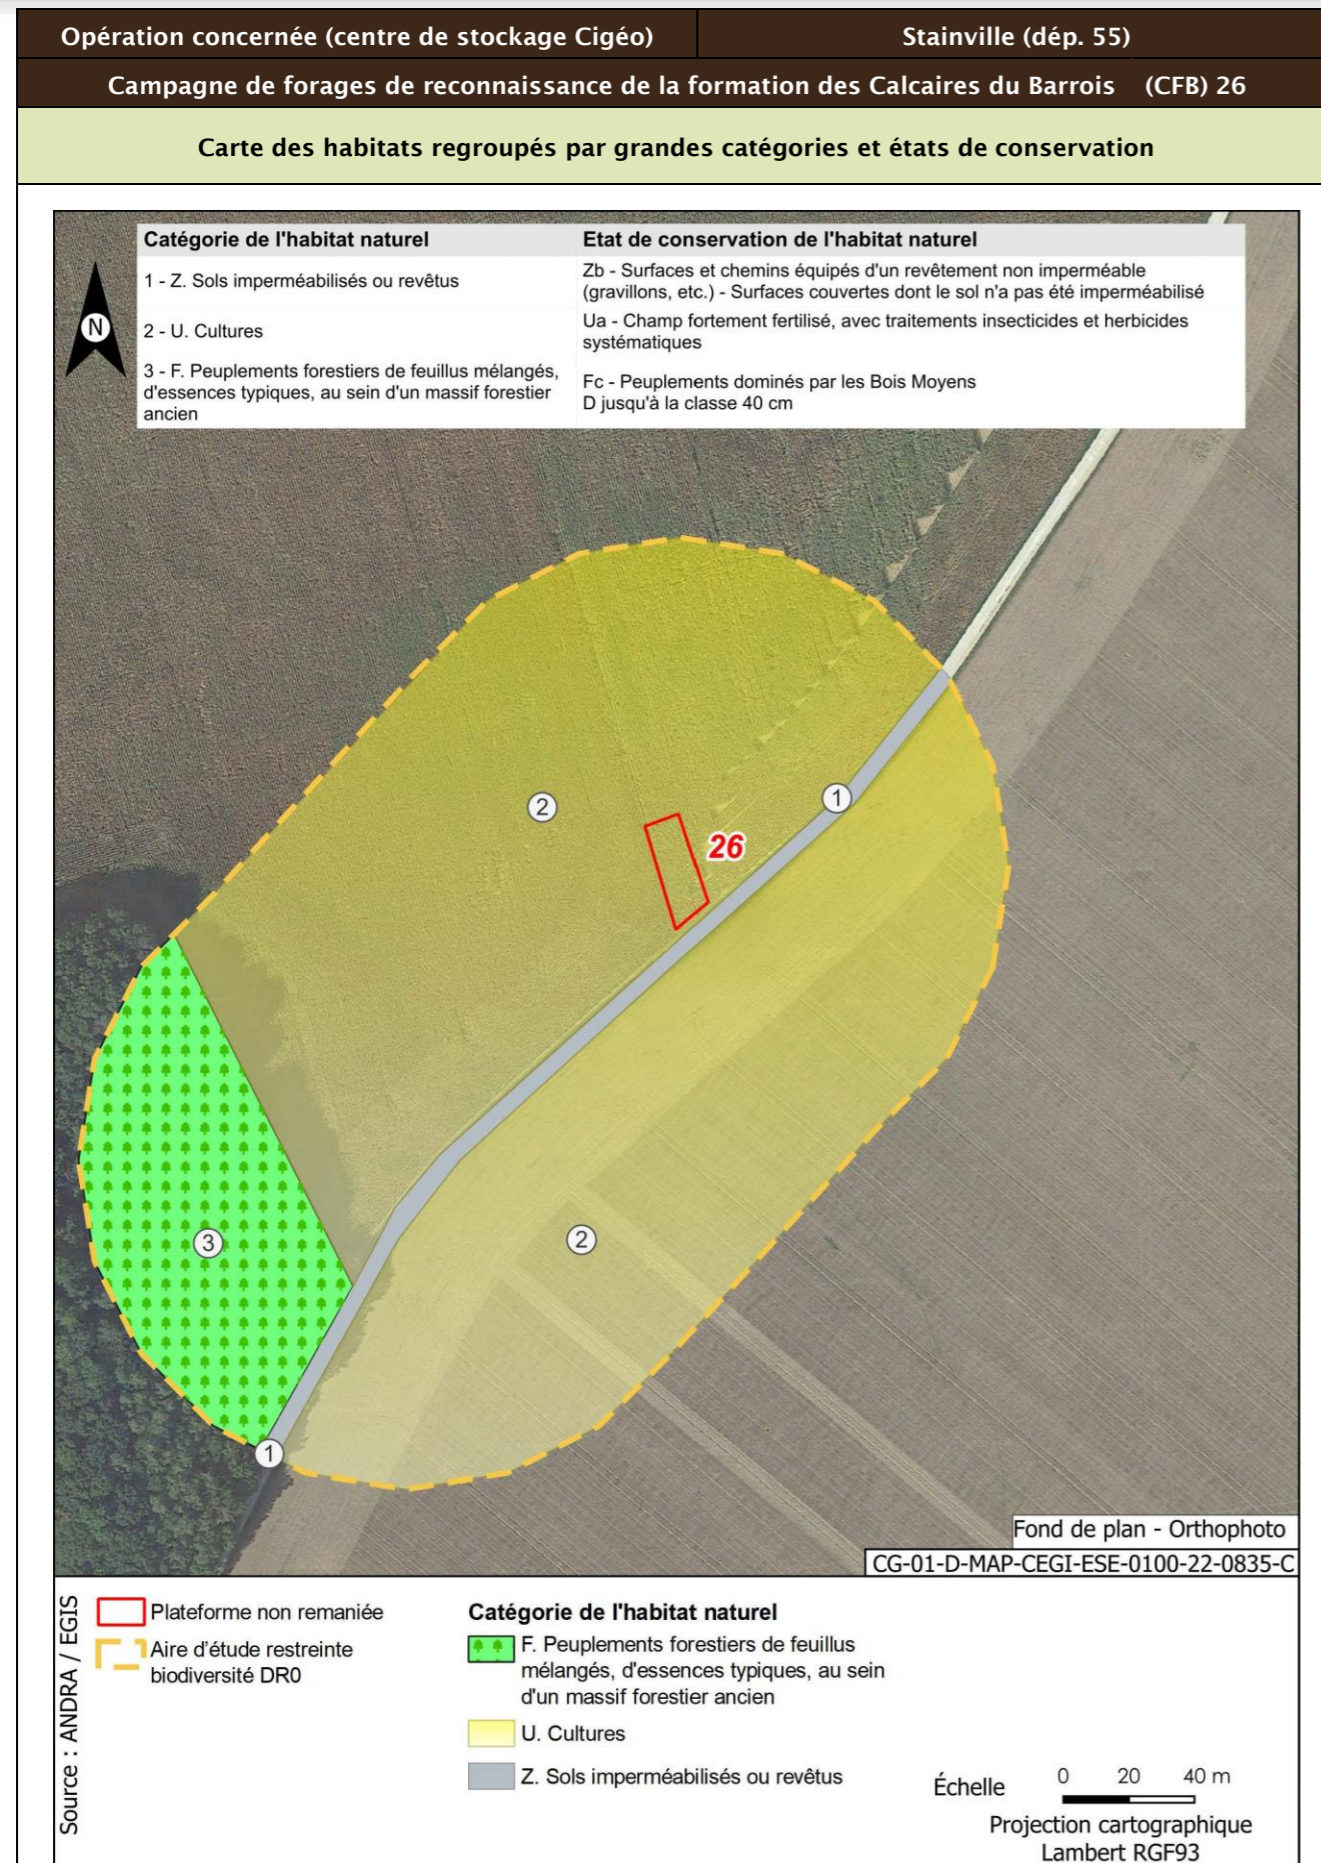 Opération concernée (centre de stockage Cigéo)
Stainville (dép. 55)
Campagne de forages de reconnaissance de la formation des Calcaires du Barrois (CFB) 26
Carte des habitats regroupés par grandes catégories et états de conservation
Catégorie de l'habitat naturel
Etat de conservation de l'habitat naturel
1 - Z. Sols imperméabilisés ou revêtus
Zb - Surfaces et chemins équipés d'un revêtement non imperméable
(gravillons, etc.) - Surfaces couvertes dont le sol n'a pas été imperméabilisé
2 - U. Cultures
Ua - Champ fortement fertilisé, avec traitements insecticides et herbicides
systématiques
3 - F. Peuplements forestiers de feuillus mélangés,
d'essences typiques, au sein d'un massif forestier
ancien
Fc - Peuplements dominés par les Bois Moyens
D jusqu'à la classe 40 cm
N
2
1
26
3
2
1
Fond de plan - Orthophoto
CG-01-D-MAP-CEGI-ESE-0100-22-0835-C
Source : ANDRA / EGIS
Plateforme non remaniée
Aire d'étude restreinte
biodiversité DR0
Catégorie de l'habitat naturel
F. Peuplements forestiers de feuillus
mélangés, d'essences typiques, au sein
d'un massif forestier ancien
U. Cultures
Z. Sols imperméabilisés ou revêtus
Échelle
0 20 40 m
Projection cartographique
Lambert RGF93